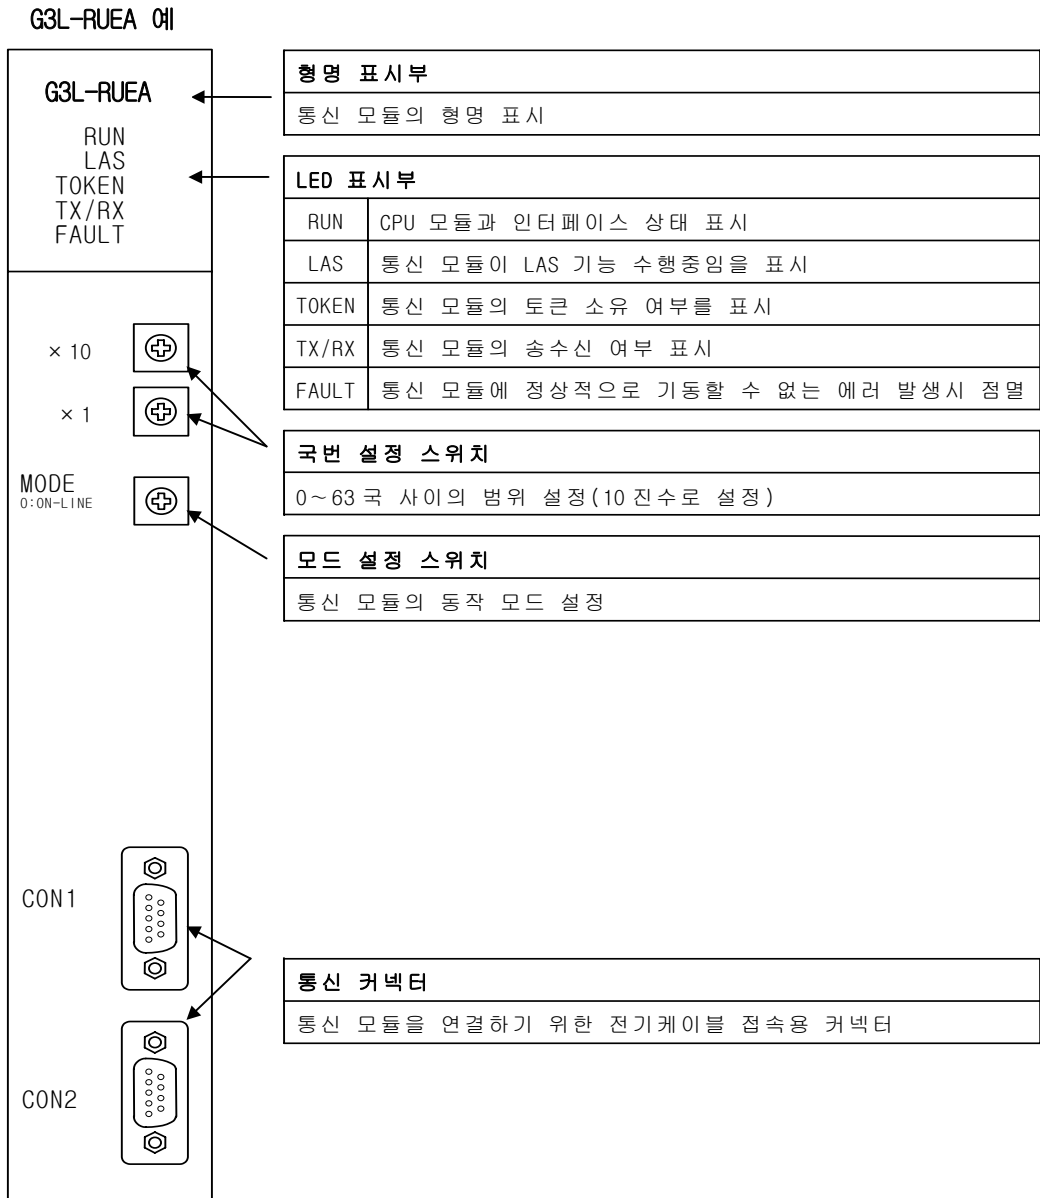 G3L-RUEA 예
G3L-RUEA
RUN
LAS
TOKEN
TX/RX
FAULT
× 10
× 1
MODE
0:ON-LINE
CON1
CON2
형명 표시부
통신 모듈의 형명 표시
LED 표시부
RUN CPU 모듈과 인터페이스 상태 표시
LAS 통신 모듈이 LAS 기능 수행중임을 표시
TOKEN 통신 모듈의 토큰 소유 여부를 표시
TX/RX 통신 모듈의 송수신 여부 표시
FAULT 통신 모듈에 정상적으로 기동할 수 없는 에러 발생시 점멸
국번 설정 스위치
0~63 국 사이의 범위 설정(10 진수로 설정)
모드 설정 스위치
통신 모듈의 동작 모드 설정
통신 커넥터
통신 모듈을 연결하기 위한 전기케이블 접속용 커넥터